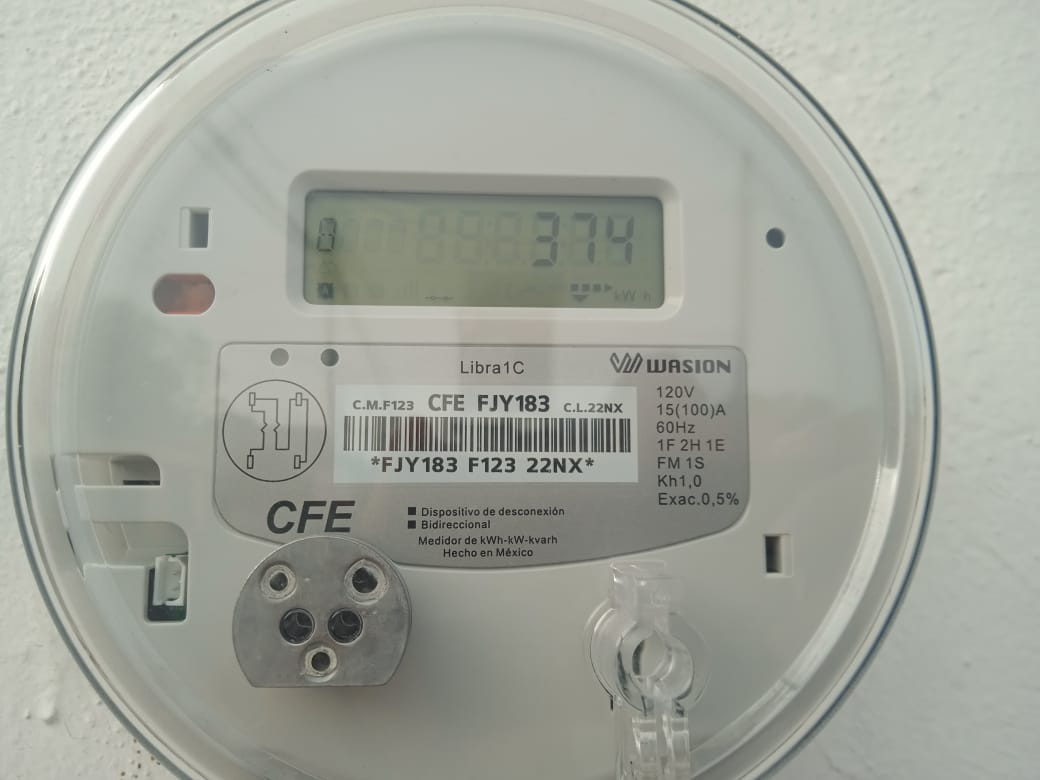 374
kW h
Libra1C
WASION
C.M.F123 CFE FJY183 C.L.22NX
*FJY183 F123 22NX*
120V
15(100)A
60Hz
1F 2H 1E
FM 1S
Kh1,0
Exac.0,5%
CFE
Dispositivo de desconexión
Bidireccional
Medidor de kWh-kW-kvarh
Hecho en México